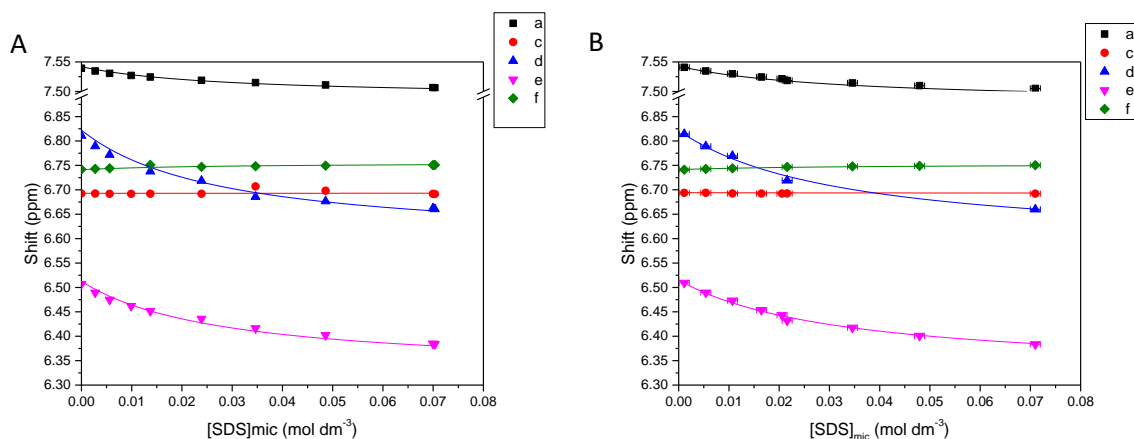 A
a
c
d
e
f
7.55
7.50
6.85
6.80
6.75
6.70
6.65
6.60
6.55
6.50
6.45
6.40
6.35
6.30
Shift (ppm)
0.00 0.01 0.02 0.03 0.04 0.05 0.06 0.07 0.08
[SDS]mic (mol dm-3)
B
a
c
d
e
f
7.55
7.50
6.85
6.80
6.75
6.70
6.65
6.60
6.55
6.50
6.45
6.40
6.35
6.30
Shift (ppm)
0.00 0.01 0.02 0.03 0.04 0.05 0.06 0.07 0.08
[SDS]mic (mol dm-3)